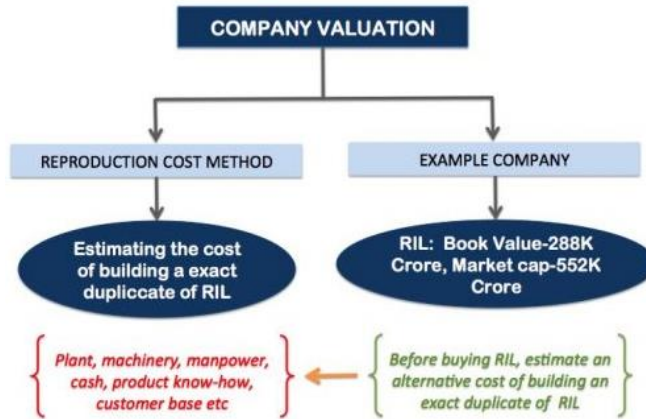 COMPANY VALUATION
REPRODUCTION COST METHOD
EXAMPLE COMPANY
Estimating the cost
of building a exact
dupliccate of RIL
RIL: Book Value-288K
Crore, Market cap-552K
Crore
Plant, machinery, manpower,
cash, product know-how,
customer base etc
Before buying RIL, estimate an
alternative cost of building an
exact duplicate of RIL